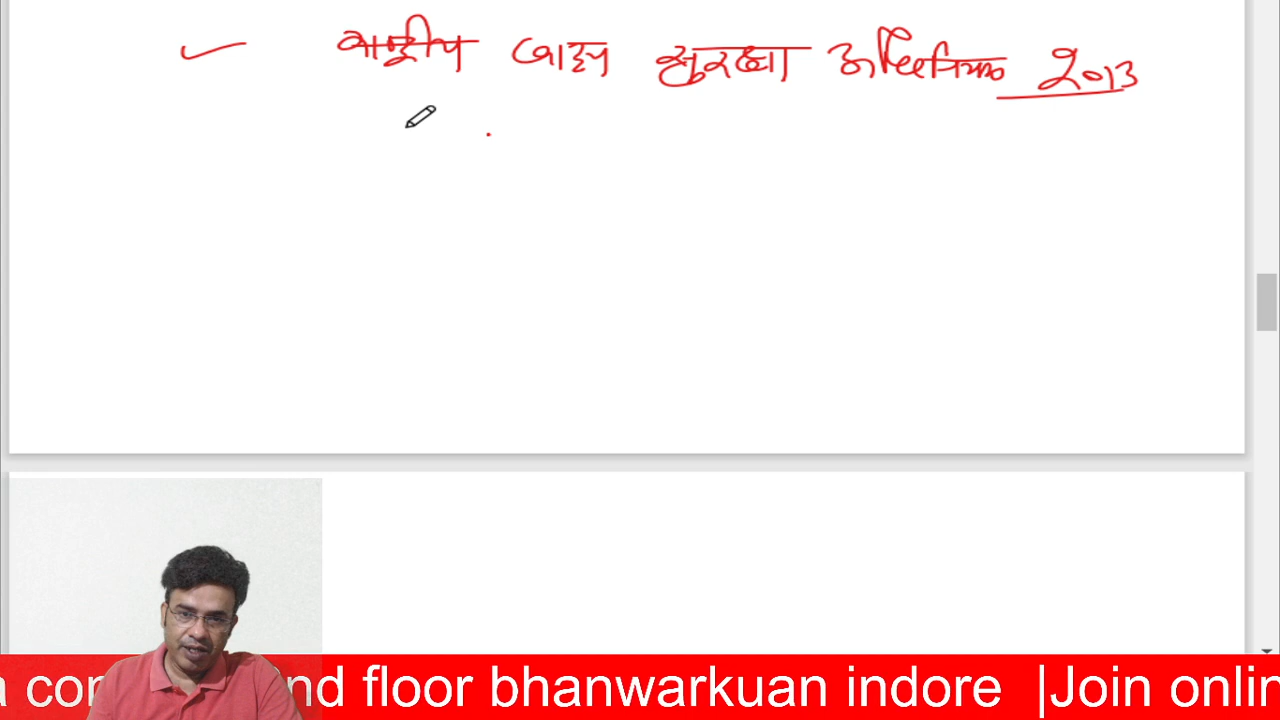 राष्ट्रीय खाद्य सुरक्षा अधिनियम 2013
nd floor bhanwarkuan indore |Join onlin